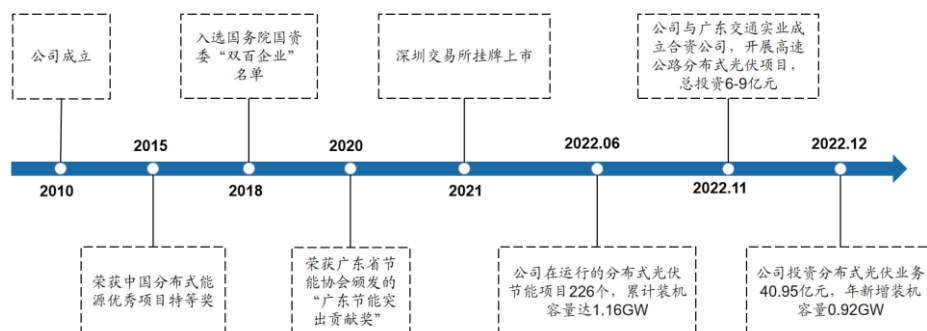 公司成立
入选国务院国资
委“双百企业”
名单
深圳交易所挂牌上市
公司与广东交通实业成
立合资公司，开展高速
公路分布式光伏项目，
总投资6-9亿元
2015
2020
2022.06
2022.12
2010
2018
2021
2022.11
荣获中国分布式能
源优秀项目特等奖
荣获广东省节
能协会颁发的
“广东节能突
出贡献奖”
公司在运行的分布式光伏
节能项目226个，累计装机
容量达1.16GW
公司投资分布式光伏业务
40.95亿元，年新增装机
容量0.92GW